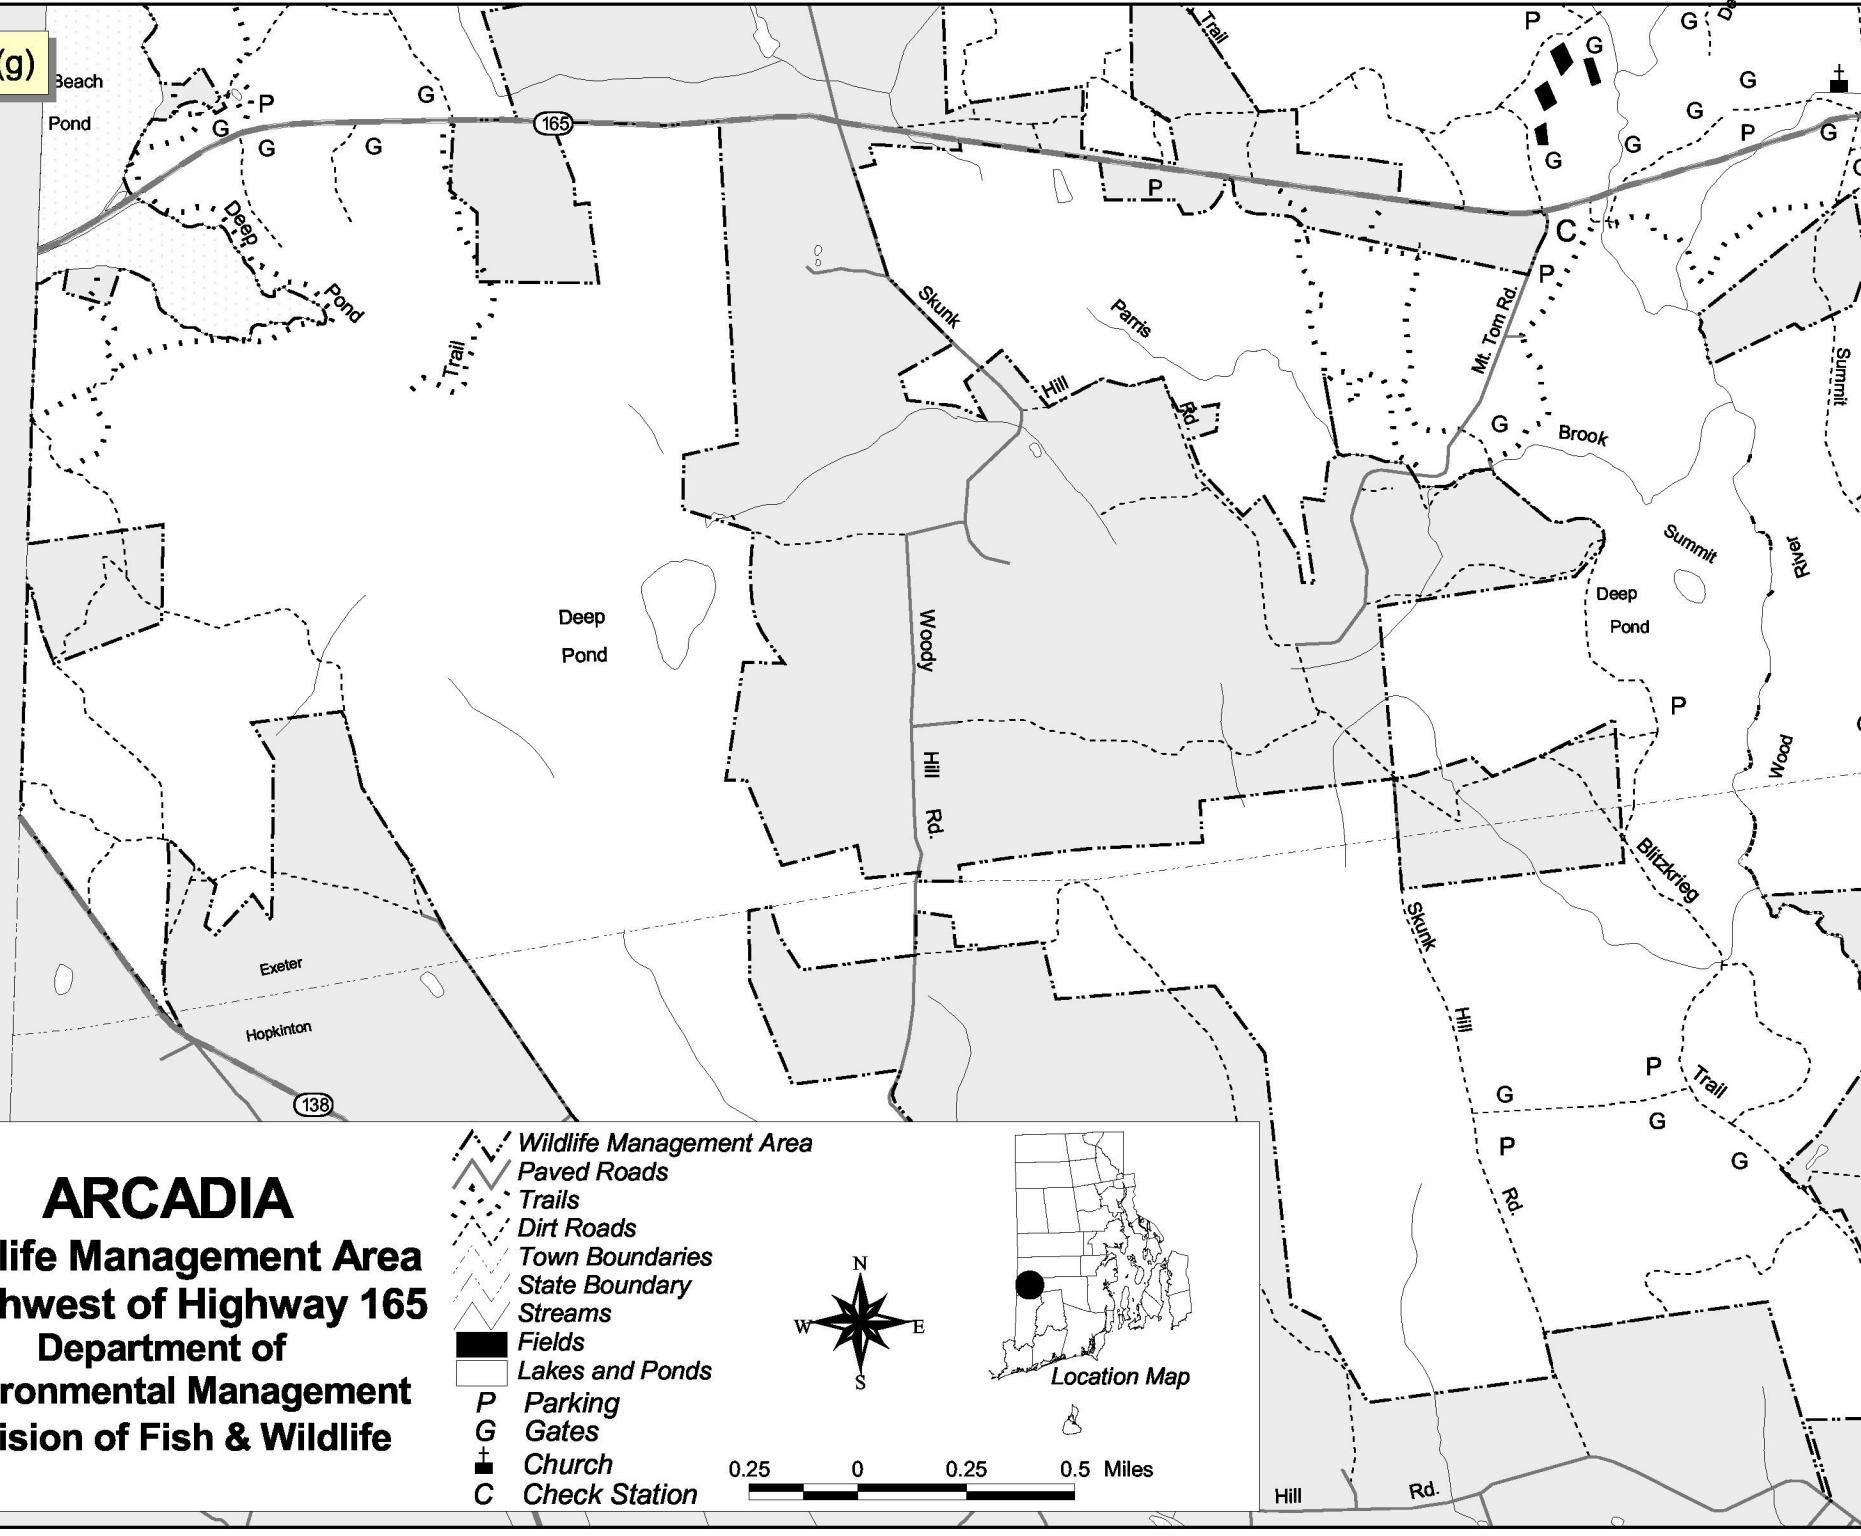 (g)
Beach
Pond
P
G
G
G
G
165
Deep
Pond
Trail
Trail
P
G
G
De
G
G
P
G
G
G
P
C
P
Mt. Tom Rd.
Skunk
Hill
Rd
Parris
Brook
G
Summit
Summit
River
Deep
Pond
Deep
Pond
P
Wood
Woody
Hill
Rd.
Blitzkrieg
Trail
Skunk
Hill
Rd.
Exeter
Hopkinton
138
G
P
P
G
G
Hill
Rd.
ARCADIA
life Management Area
hwest of Highway 165
Department of
ronmental Management
ision of Fish & Wildlife
Wildlife Management Area
Paved Roads
Trails
Dirt Roads
Town Boundaries
State Boundary
Streams
Fields
Lakes and Ponds
P Parking
G Gates
Church
C Check Station
N
W E
S
Location Map
0.25 0 0.25 0.5 Miles